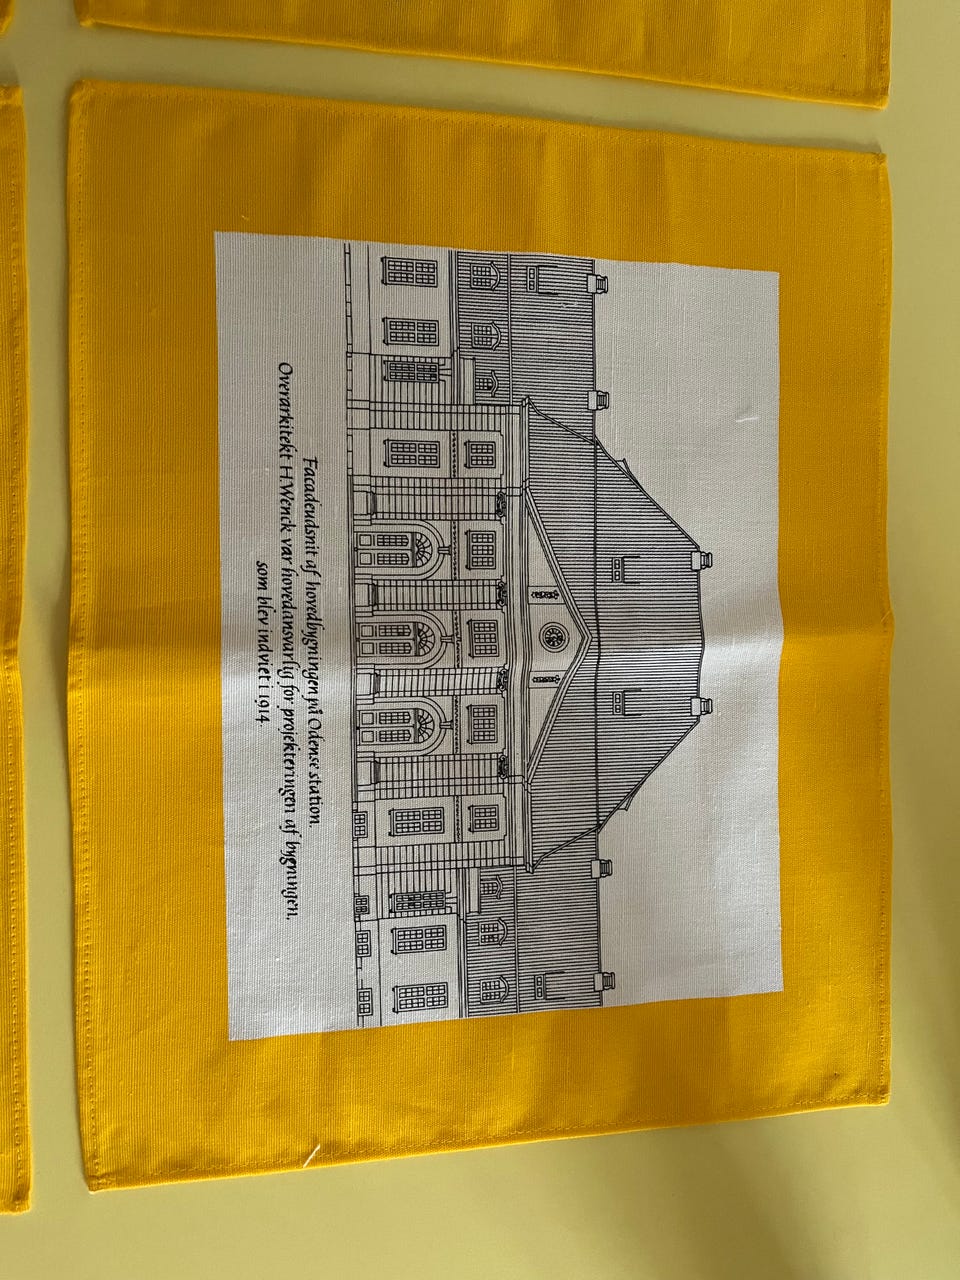 Facadeudsnit af hovedbygningen på Odense station.
Overarkitekt H.Wenck var hovedansvarlig for projekteringen af bygningen,
som blev indviet i 1914.